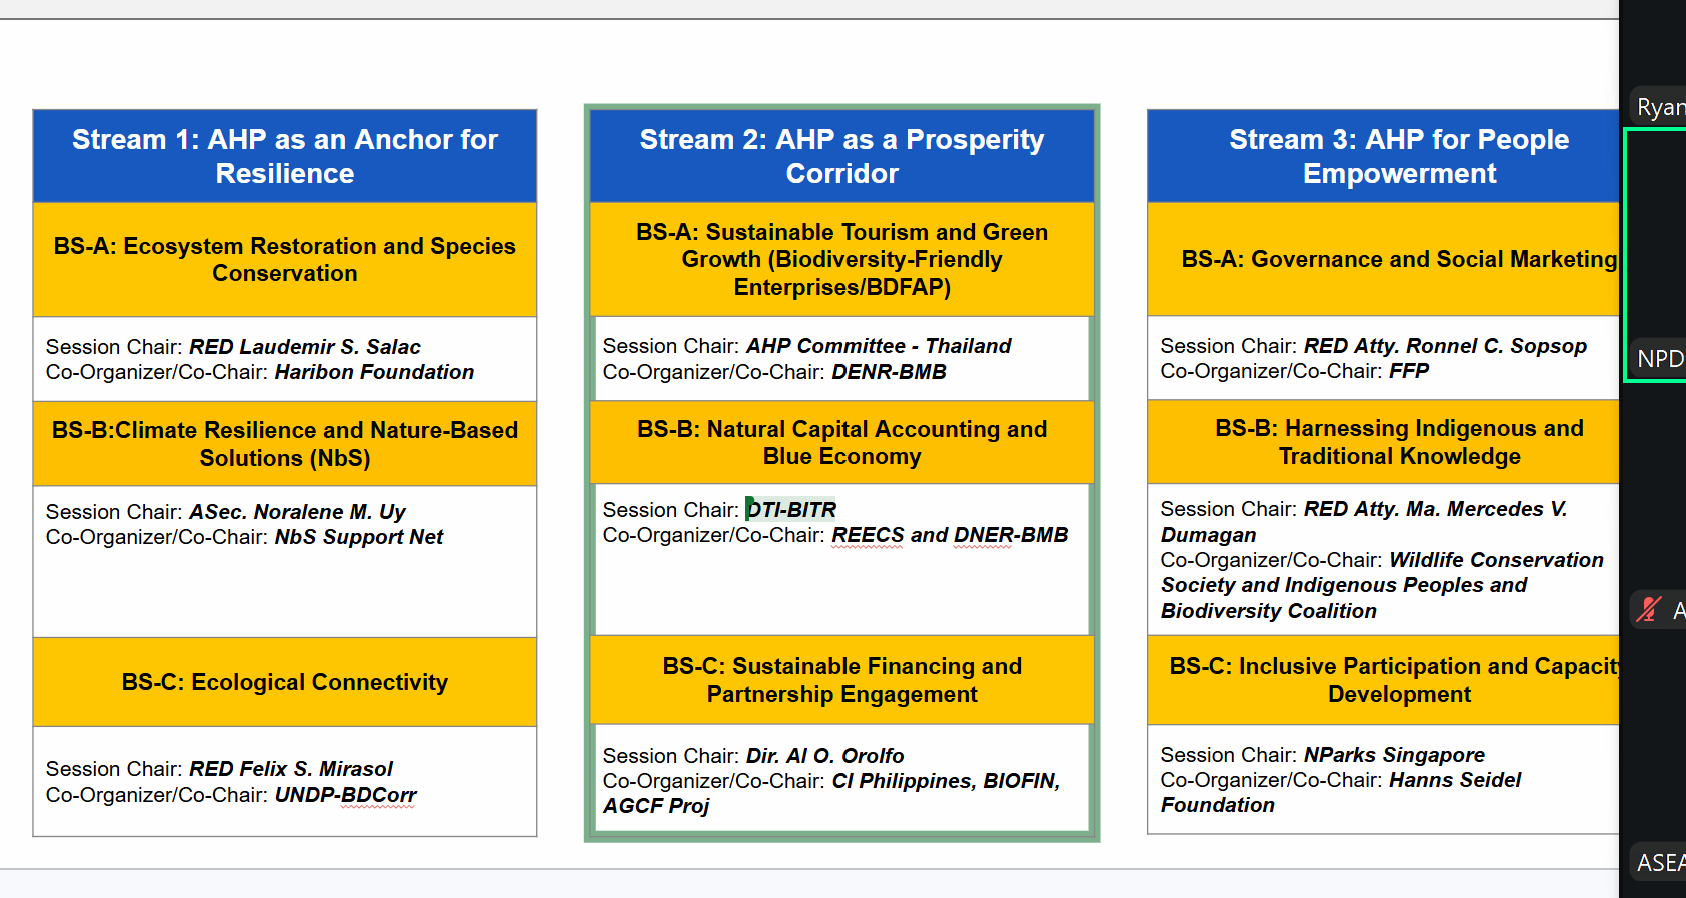 Stream 1: AHP as an Anchor for
Resilience
BS-A: Ecosystem Restoration and Species
Conservation
Session Chair: RED Laudemir S. Salac
Co-Organizer/Co-Chair: Haribon Foundation
BS-B:Climate Resilience and Nature-Based
Solutions (NbS)
Session Chair: ASec. Noralene M. Uy
Co-Organizer/Co-Chair: NbS Support Net
BS-C: Ecological Connectivity
Session Chair: RED Felix S. Mirasol
Co-Organizer/Co-Chair: UNDP-BDCorr
Stream 2: AHP as a Prosperity
Corridor
BS-A: Sustainable Tourism and Green
Growth (Biodiversity-Friendly
Enterprises/BDFAP)
Session Chair: AHP Committee - Thailand
Co-Organizer/Co-Chair: DENR-BMB
BS-B: Natural Capital Accounting and
Blue Economy
Session Chair: DTI-BITR
Co-Organizer/Co-Chair: REECS and DNER-BMB
BS-C: Sustainable Financing and
Partnership Engagement
Session Chair: Dir. Al O. Orolfo
Co-Organizer/Co-Chair: CI Philippines, BIOFIN,
AGCF Proj
Stream 3: AHP for People
Empowerment
BS-A: Governance and Social Marketing
Session Chair: RED Atty. Ronnel C. Sopsop
Co-Organizer/Co-Chair: FFP
BS-B: Harnessing Indigenous and
Traditional Knowledge
Session Chair: RED Atty. Ma. Mercedes V.
Dumagan
Co-Organizer/Co-Chair: Wildlife Conservation
Society and Indigenous Peoples and
Biodiversity Coalition
BS-C: Inclusive Participation and Capacity
Development
Session Chair: NParks Singapore
Co-Organizer/Co-Chair: Hanns Seidel
Foundation
Ryan
NPD
A
ASEA